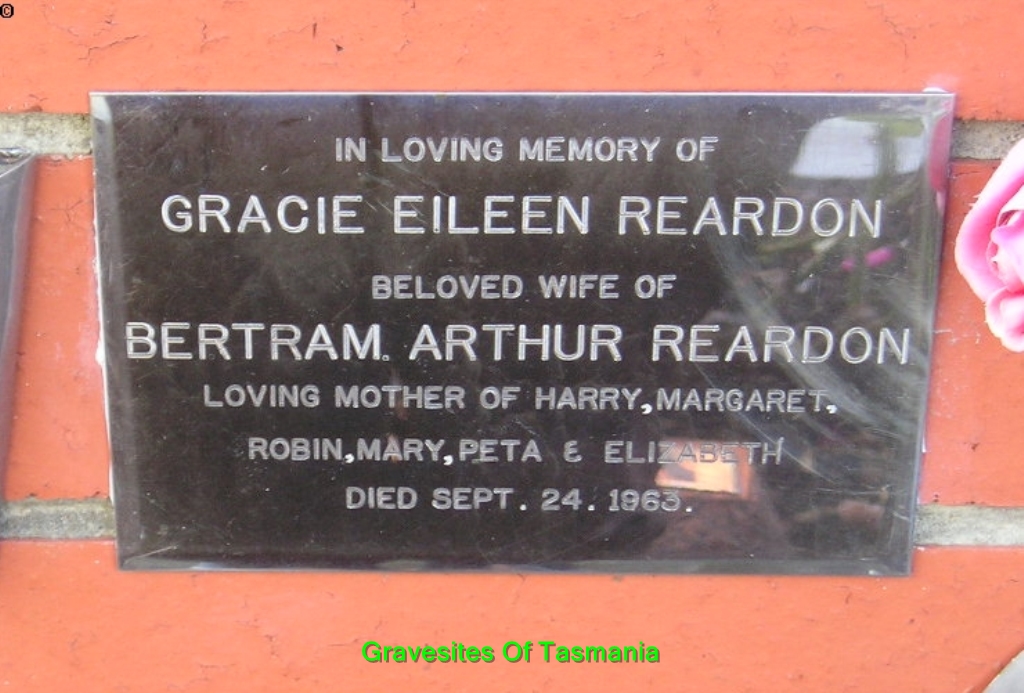 ©
IN LOVING MEMORY OF
GRACIE EILEEN REARDON
BELOVED WIFE OF
BERTRAM. ARTHUR REARDON
LOVING MOTHER OF HARRY, MARGARET,
ROBIN, MARY, PETA & ELIZABETH
DIED SEPT. 24. 1963.
Gravesites Of Tasmania